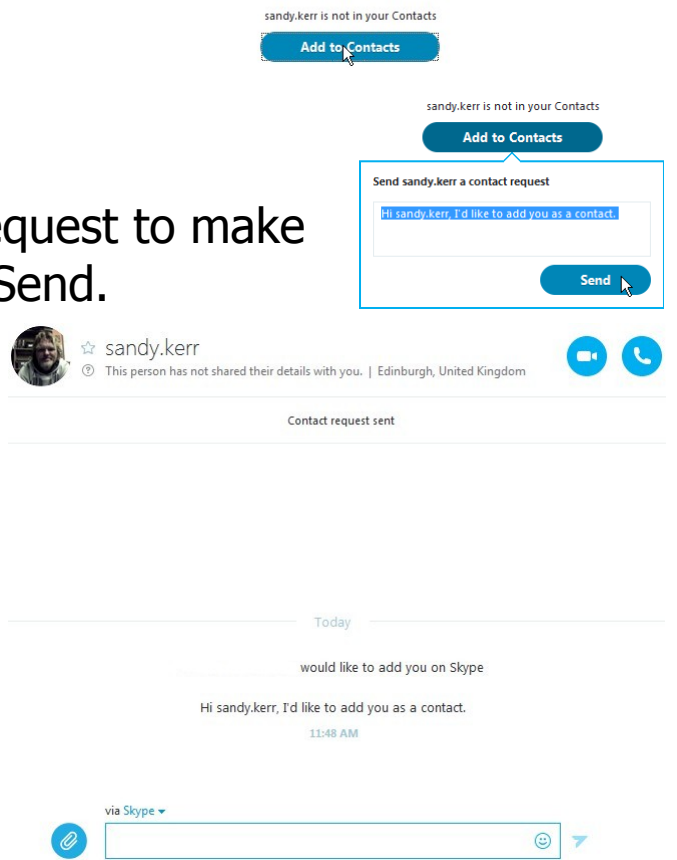 sandy.kerr is not in your Contacts
Add to Contacts
sandy.kerr is not in your Contacts
Add to Contacts
Send sandy.kerr a contact request
Hi sandy.kerr, I'd like to add you as a contact.
Send
quest to make
Send.
sandy.kerr
This person has not shared their details with you. | Edinburgh, United Kingdom
Contact request sent
Today
would like to add you on Skype
Hi sandy.kerr, I'd like to add you as a contact.
11:48 AM
via Skype